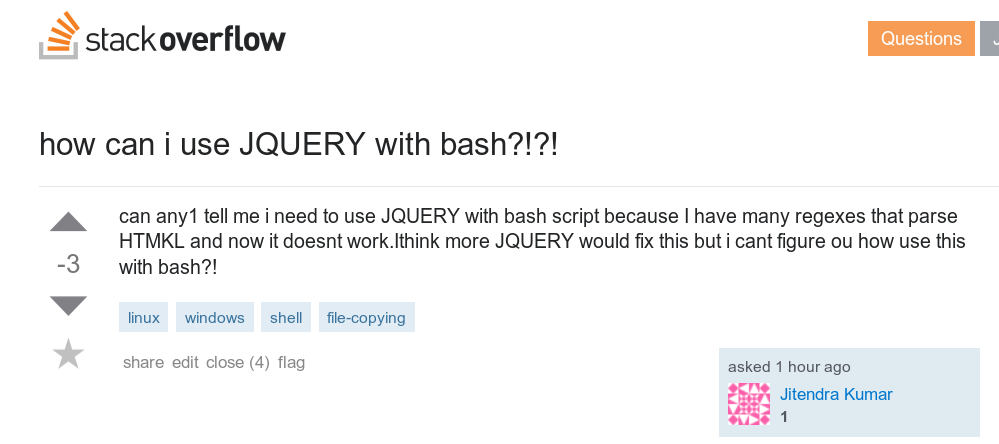 stackoverflow
Questions
how can i use JQUERY with bash?!?!
can any1 tell me i need to use JQUERY with bash script because I have many regexes that parse
HTMKL and now it doesnt work.Ithink more JQUERY would fix this but i cant figure ou how use this
with bash?!
-3
linux windows shell file-copying
share edit close (4) flag
asked 1 hour ago
Jitendra Kumar
1